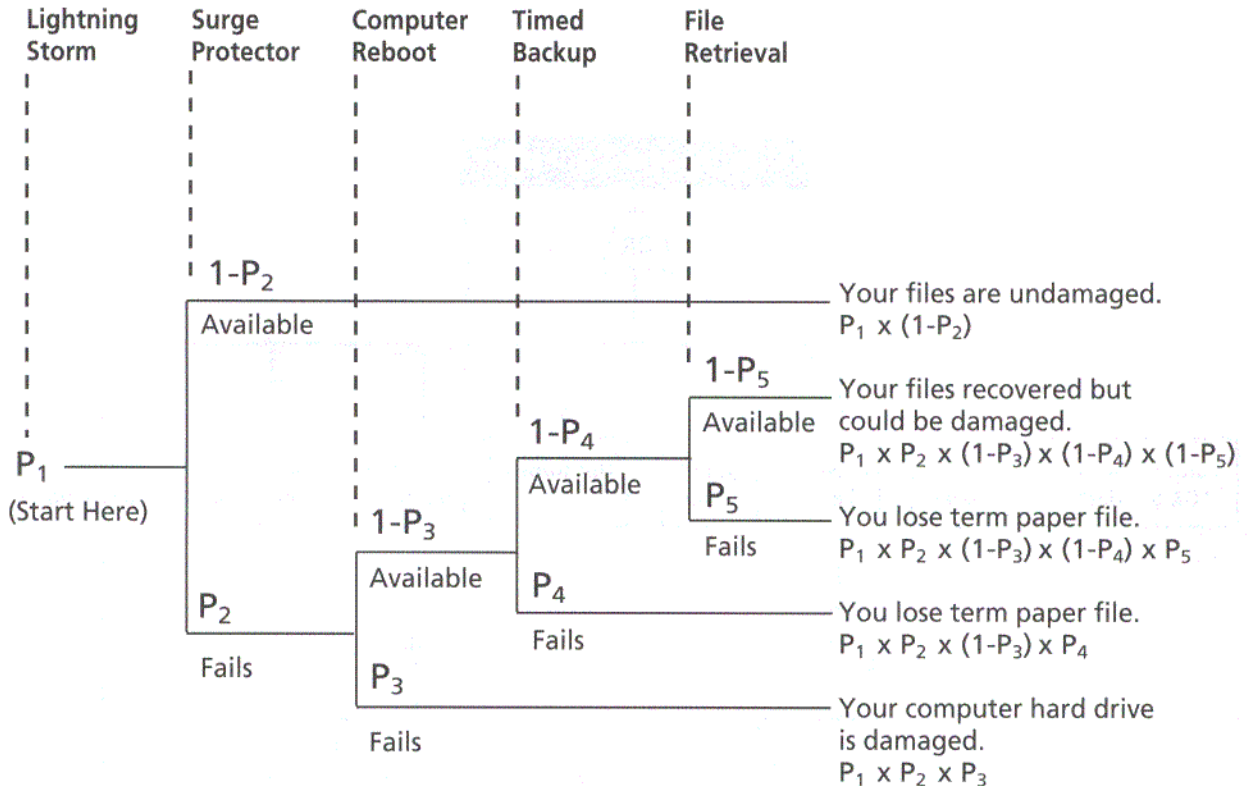 Lightning Storm
Surge Protector
Computer Reboot
Timed Backup
File Retrieval
1-P₂
Available
Your files are undamaged.
P₁ x (1-P₂)
1-P₅
Available
Your files recovered but
could be damaged.
P₁ x P₂ x (1-P₃) x (1-P₄) x (1-P₅)
1-P₄
Available
P₁
(Start Here)
P₅
Fails
You lose term paper file.
P₁ x P₂ x (1-P₃) x (1-P₄) x P₅
1-P₃
Available
P₄
Fails
You lose term paper file.
P₁ x P₂ x (1-P₃) x P₄
P₂
Fails
P₃
Fails
Your computer hard drive
is damaged.
P₁ x P₂ x P₃